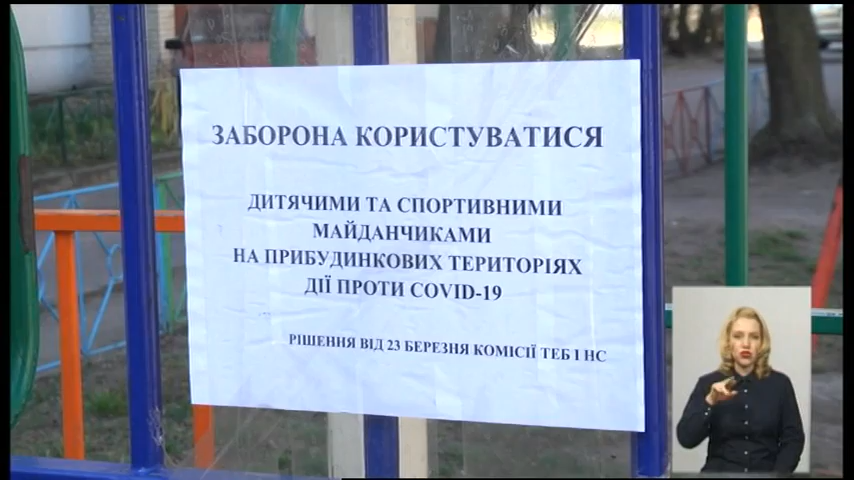 ЗАБОРОНА КОРИСТУВАТИСЯ
ДИТЯЧИМИ ТА СПОРТИВНИМИ
МАЙДАНЧИКАМИ
НА ПРИБУДИНКОВИХ ТЕРИТОРІЯХ
ДІЇ ПРОТИ COVID-19
РІШЕННЯ ВІД 23 БЕРЕЗНЯ КОМІСІЇ ТЕБ І НС